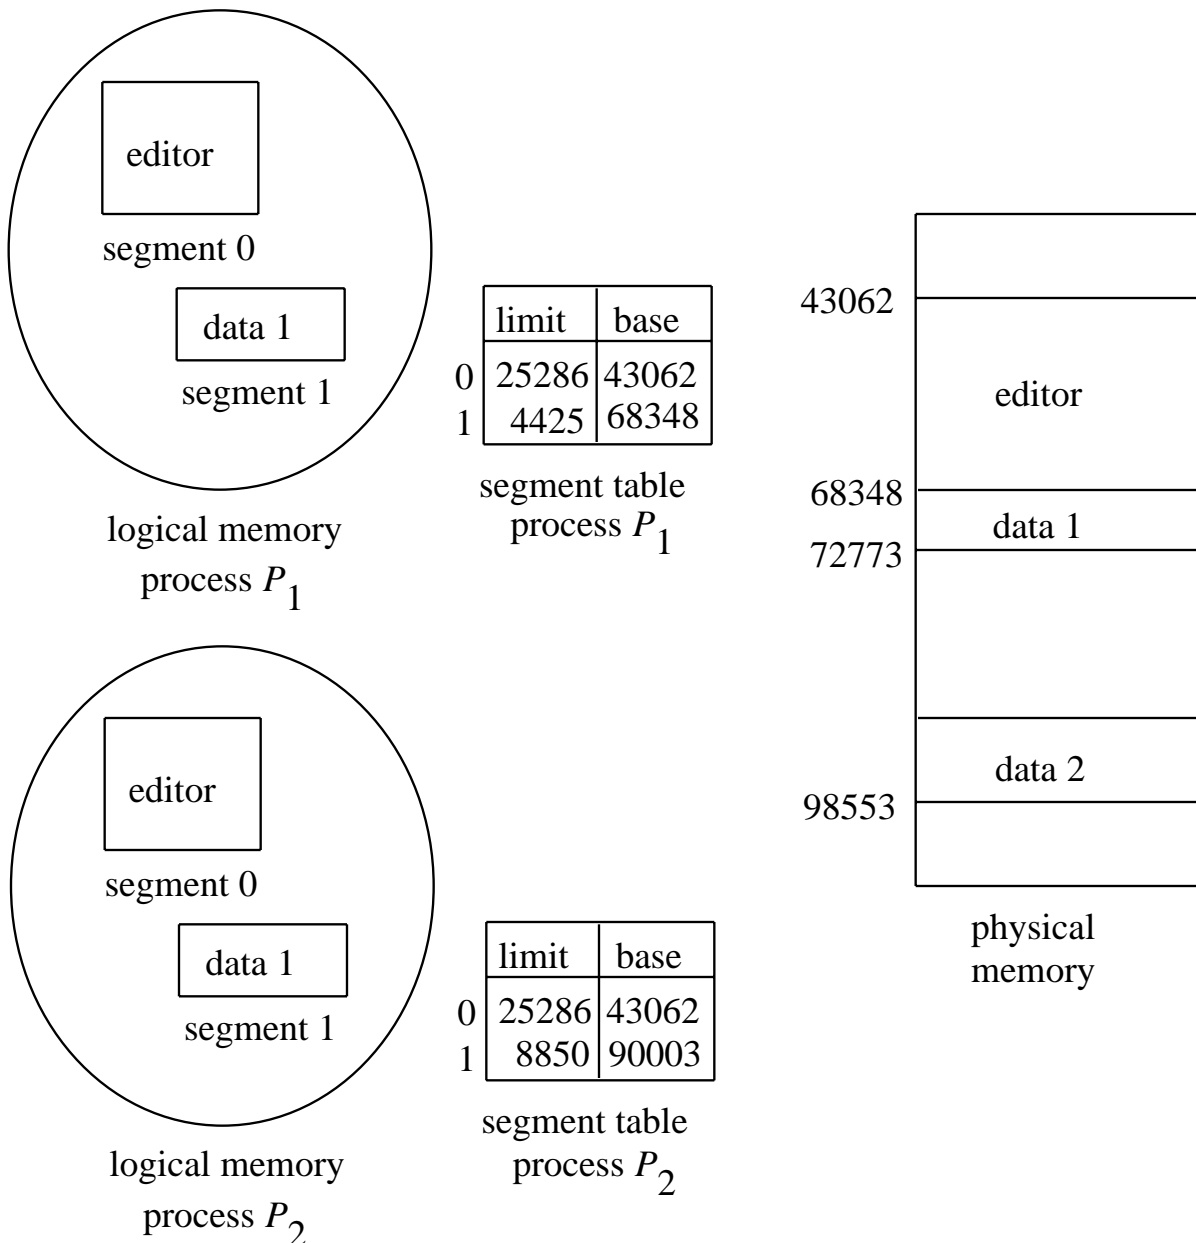 editor
segment 0
data 1
segment 1
logical memory
process P1
limit base
0 25286 43062
1 4425 68348
segment table
process P1
43062
editor
68348
data 1
72773
data 2
98553
physical
memory
editor
segment 0
data 1
segment 1
logical memory
process P2
limit base
0 25286 43062
1 8850 90003
segment table
process P2